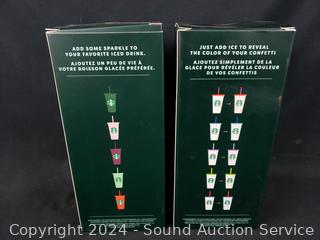 ADD SOME SPARKLE TO
YOUR FAVORITE ICED DRINK.
AJOUTEZ UN PEU DE VIE À
VOTRE BOISSON GLACÉE PRÉFÉRÉE.
JUST ADD ICE TO REVEAL
THE COLOR OF YOUR CONFETTI
AJOUTEZ SIMPLEMENT DE LA
GLACE POUR RÉVÉLER LA COULEUR
DE VOS CONFETTIS
Copyright 2024 - Sound Auction Service